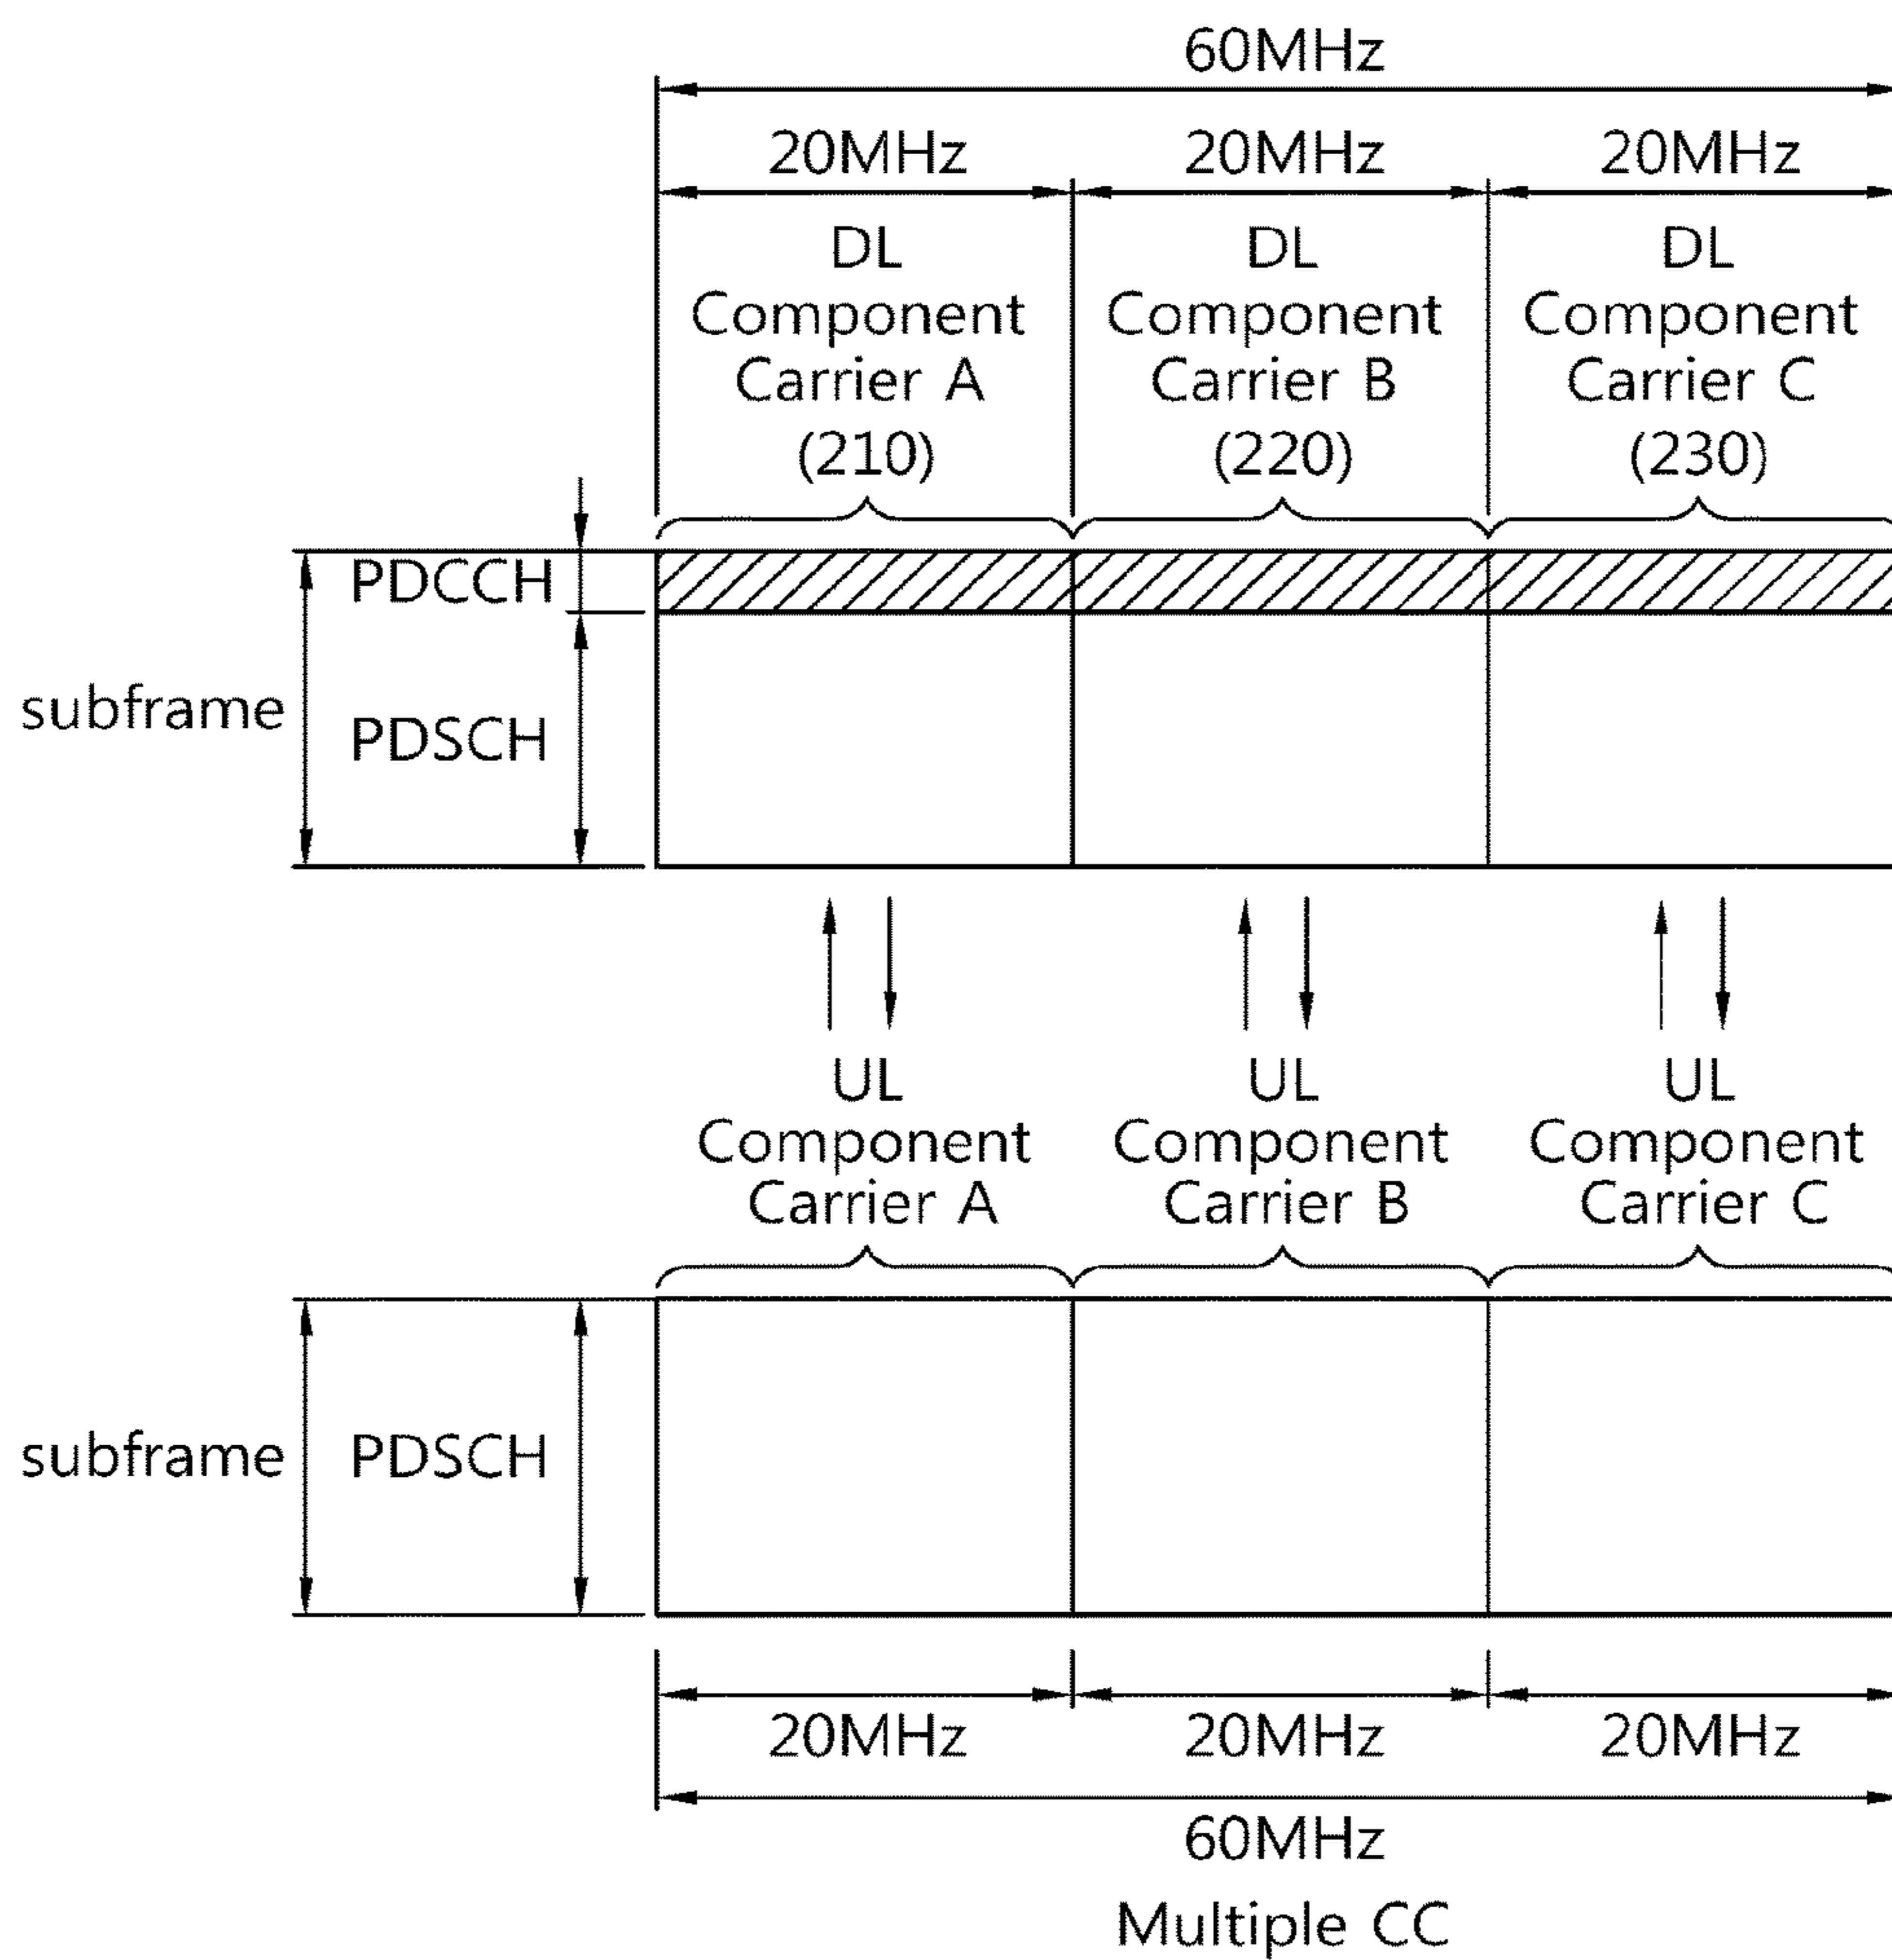 60MHz
20MHz 20MHz 20MHz
DL DL DL
Component Component Component
Carrier A Carrier B Carrier C
(210) (220) (230)
PDCCH
subframe PDSCH
UL UL UL
Component Component Component
Carrier A Carrier B Carrier C
subframe PDSCH
20MHz 20MHz 20MHz
60MHz
Multiple CC